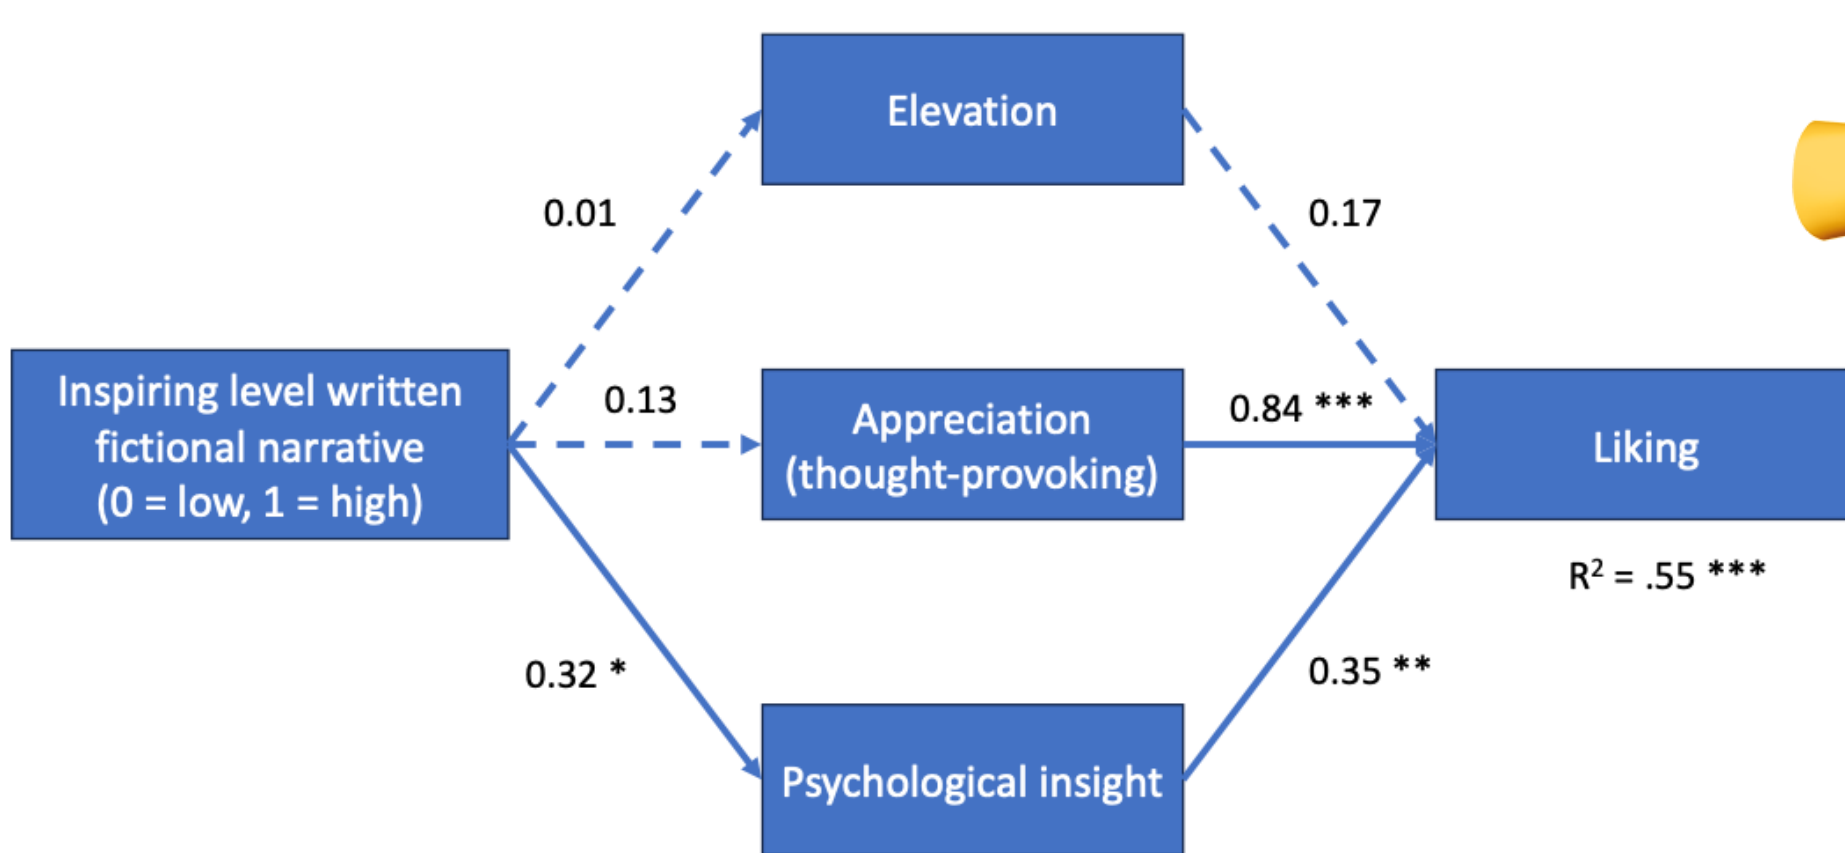 Elevation
0.01
0.17
Inspiring level written
fictional narrative
(0 = low, 1 = high)
0.13
Appreciation
(thought-provoking)
0.84 ***
Liking
R² = .55 ***
0.32 *
0.35 **
Psychological insight